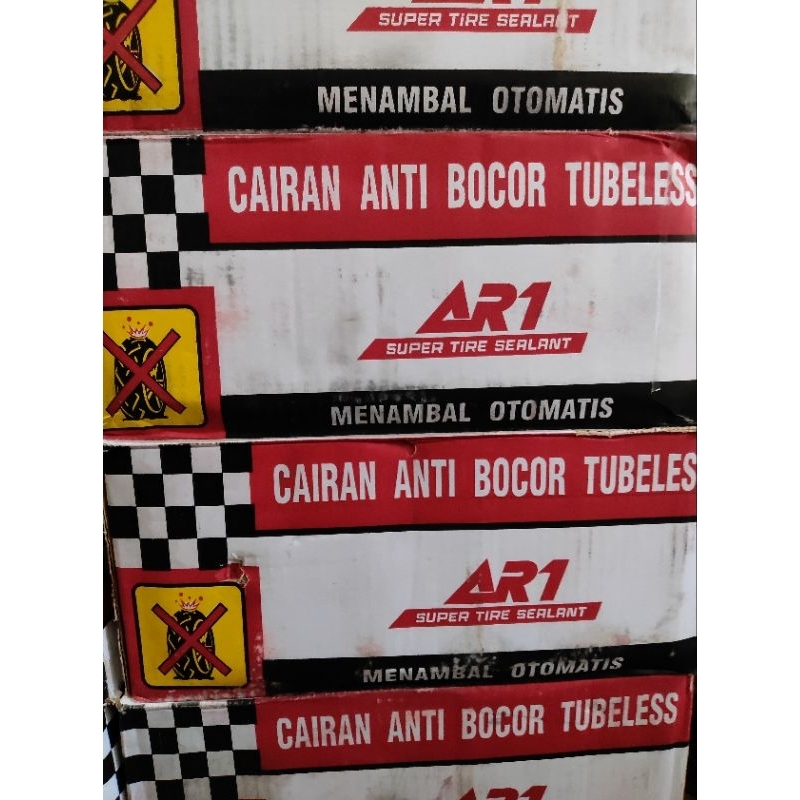 SUPER TIRE SEALANT
MENAMBAL OTOMATIS
CAIRAN ANTI BOCOR TUBELESS
AR1
SUPER TIRE SEALANT
MENAMBAL OTOMATIS
CAIRAN ANTI BOCOR TUBELES
AR1
SUPER TIRE SEALANT
MENAMBAL OTOMATIS
CAIRAN ANTI BOCOR TUBELESS
AR1